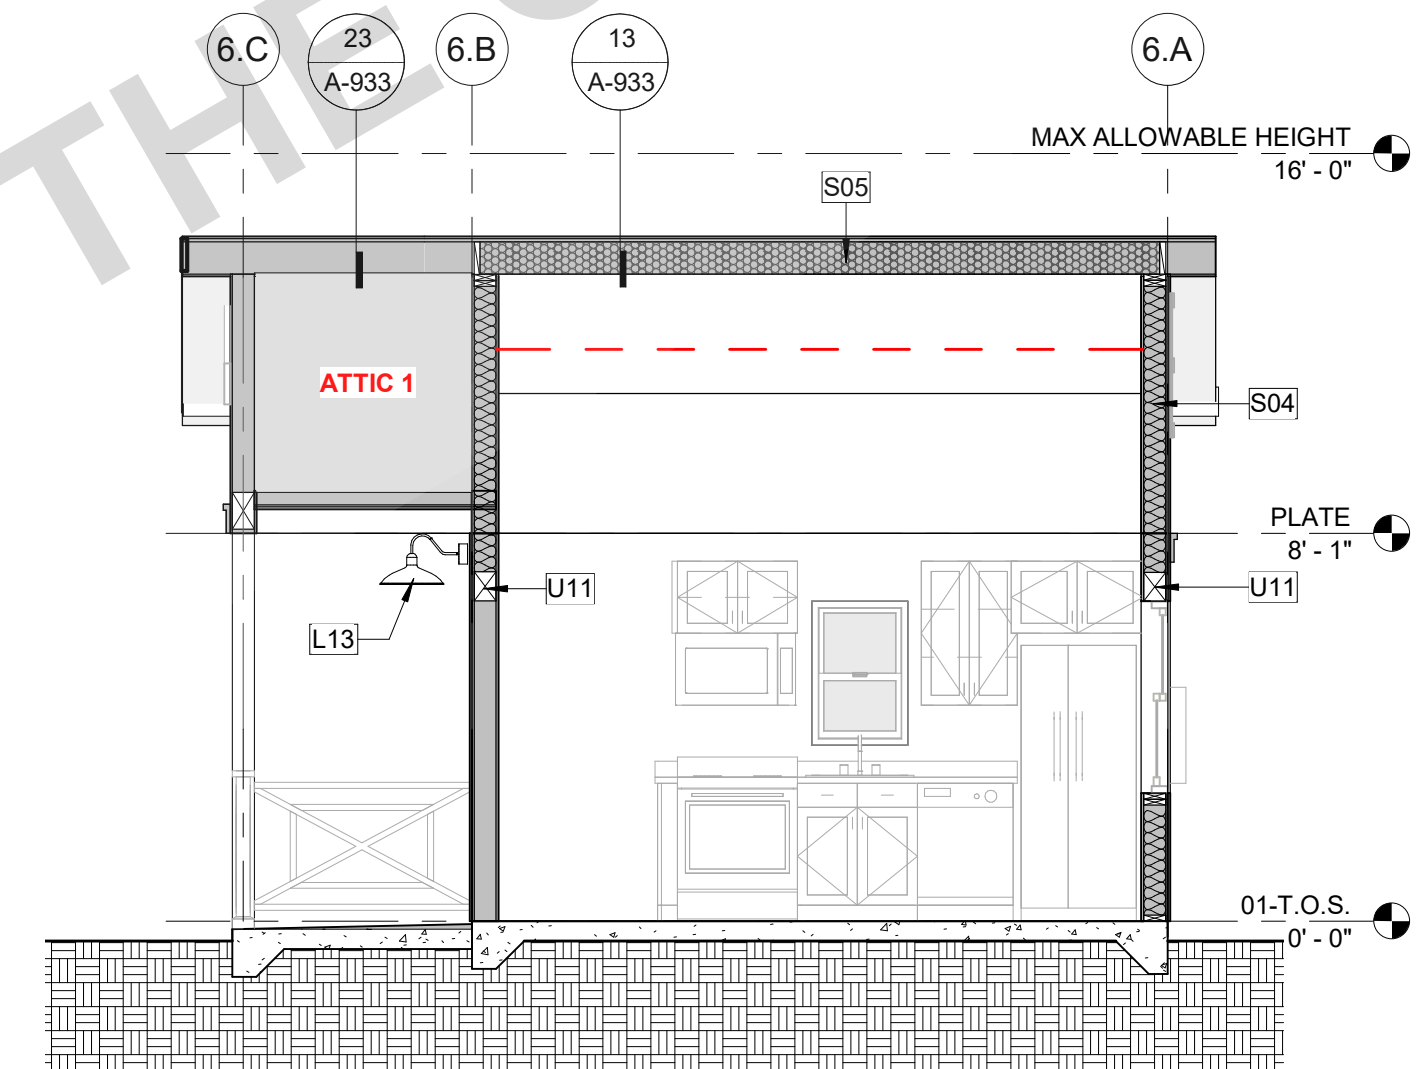 THE
6.C
23
A-933
6.B
13
A-933
6.A
MAX ALLOWABLE HEIGHT
16' - 0"
S05
ATTIC 1
S04
PLATE
8' - 1"
U11
U11
L13
01-T.O.S.
0' - 0"